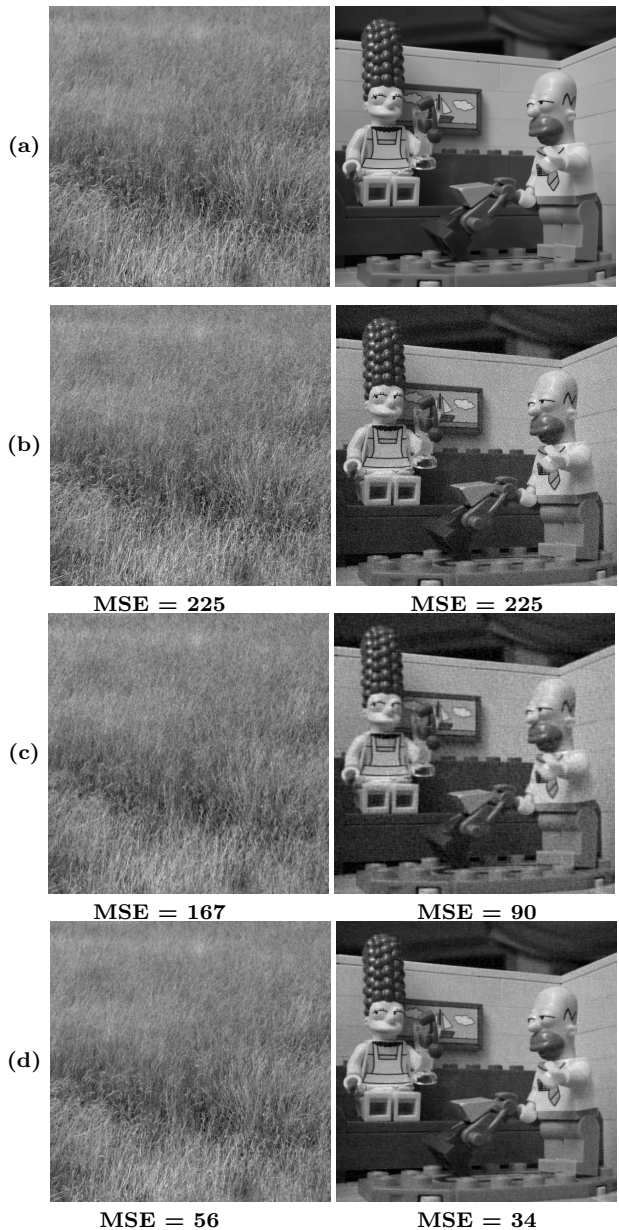 (a)
(b)
MSE = 225 MSE = 225
(c)
MSE = 167 MSE = 90
(d)
MSE = 56 MSE = 34